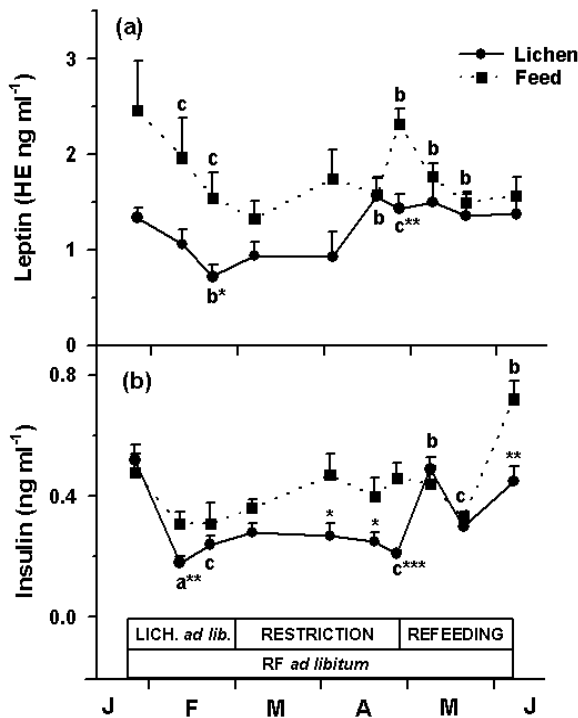 (a)
Lichen
Feed
Leptin (HE ng ml⁻¹)
3
2
1
0
c
c
b*
b
b
c**
b
b
(b)
Insulin (ng ml⁻¹)
0.8
0.4
0.0
a**
c
*
*
c***
b
c
b
**
LICH. ad lib.
RESTRICTION
REFEEDING
RF ad libitum
J F M A M J